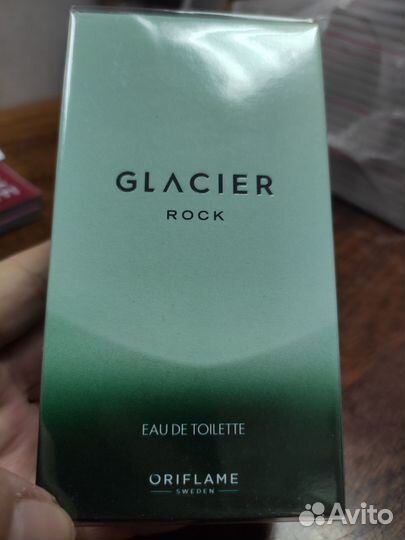 GLACIER
ROCK
EAU DE TOILETTE
ORIFLAME
SWEDEN
Avito